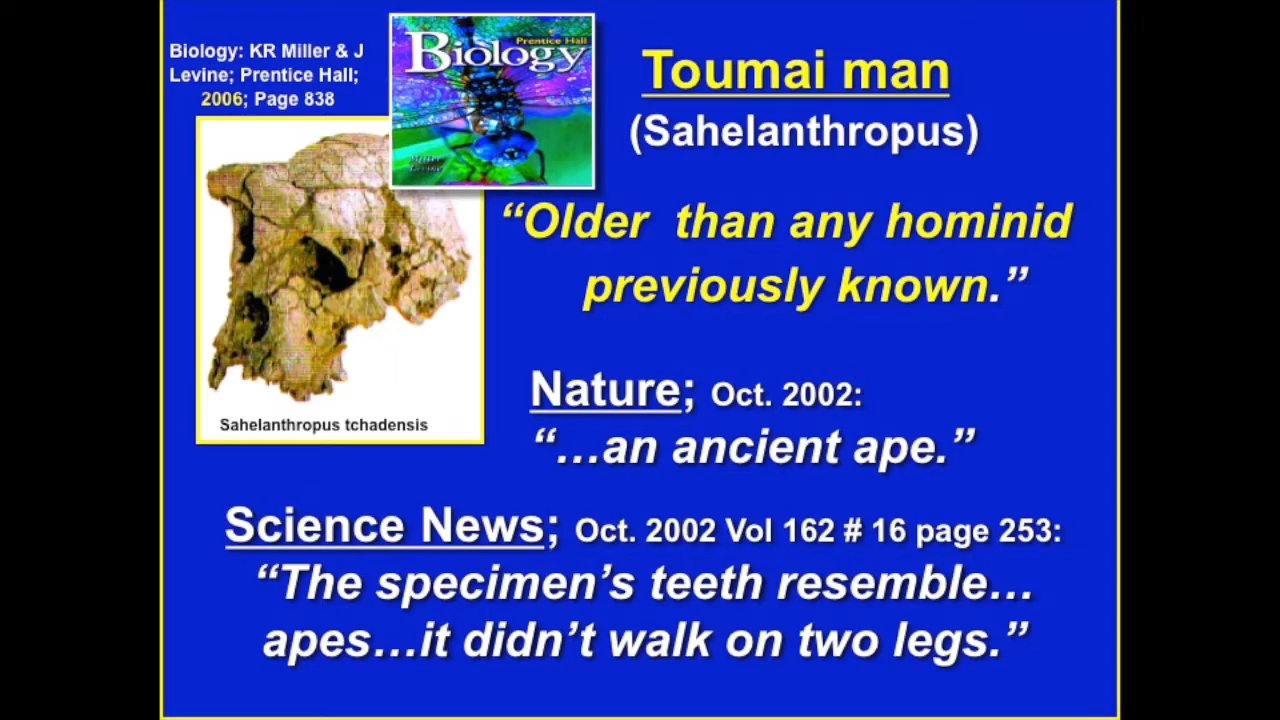 Biology: KR Miller & J
Levine; Prentice Hall;
2006; Page 838
Prentice Hall
Biology
Miller
Levine
Sahelanthropus tchadensis
Toumai man
(Sahelanthropus)
“Older than any hominid
previously known.”
Nature; Oct. 2002:
“…an ancient ape.”
Science News; Oct. 2002 Vol 162 # 16 page 253:
“The specimen’s teeth resemble…
apes…it didn’t walk on two legs.”